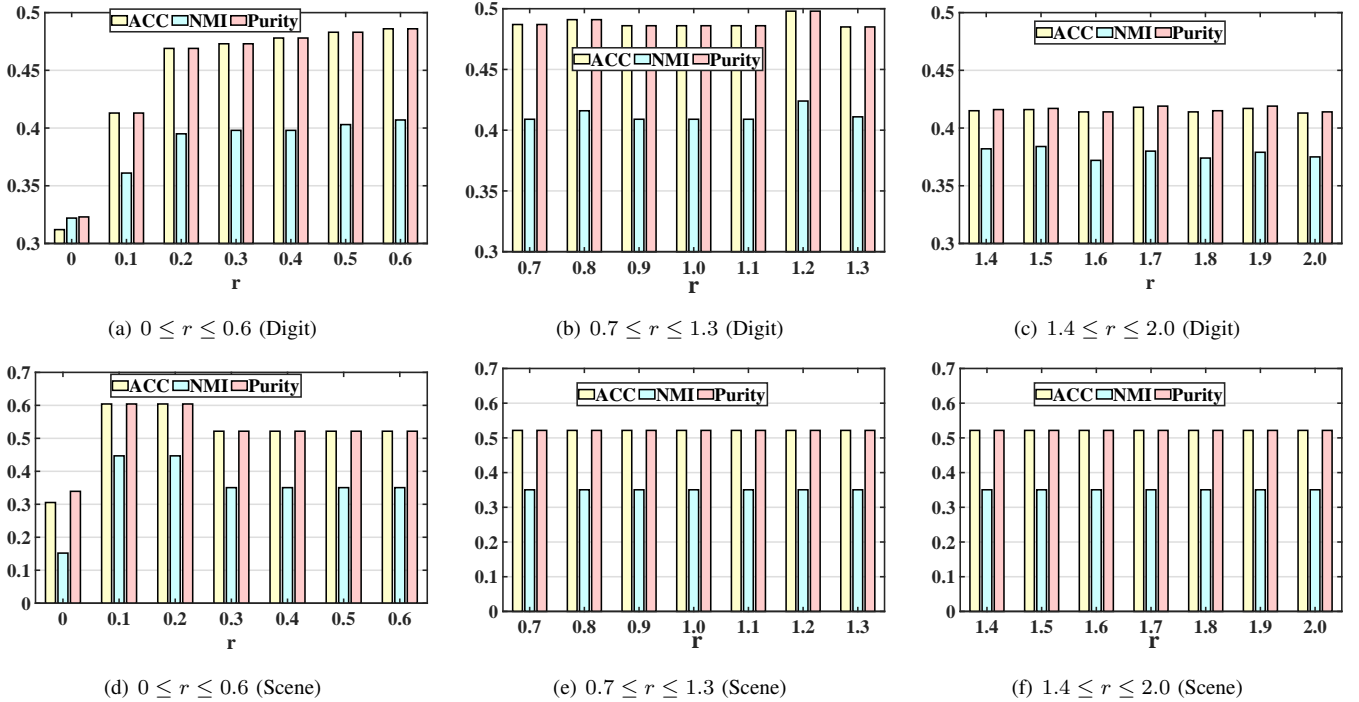 0.5
0.45
0.4
0.35
0.3
ACC NMI Purity
0 0.1 0.2 0.3 0.4 0.5 0.6
r
(a) 0 ≤ r ≤ 0.6 (Digit)
0.5
0.45
0.4
0.35
0.3
ACC NMI Purity
0.7 0.8 0.9 1.0 1.1 1.2 1.3
r
(b) 0.7 ≤ r ≤ 1.3 (Digit)
0.5
0.45
0.4
0.35
0.3
ACC NMI Purity
1.4 1.5 1.6 1.7 1.8 1.9 2.0
r
(c) 1.4 ≤ r ≤ 2.0 (Digit)
0.7
0.6
0.5
0.4
0.3
0.2
0.1
0
ACC NMI Purity
0 0.1 0.2 0.3 0.4 0.5 0.6
r
(d) 0 ≤ r ≤ 0.6 (Scene)
0.7
0.6
0.5
0.4
0.3
0.2
0.1
0
ACC NMI Purity
0.7 0.8 0.9 1.0 1.1 1.2 1.3
r
(e) 0.7 ≤ r ≤ 1.3 (Scene)
0.7
0.6
0.5
0.4
0.3
0.2
0.1
0
ACC NMI Purity
1.4 1.5 1.6 1.7 1.8 1.9 2.0
r
(f) 1.4 ≤ r ≤ 2.0 (Scene)